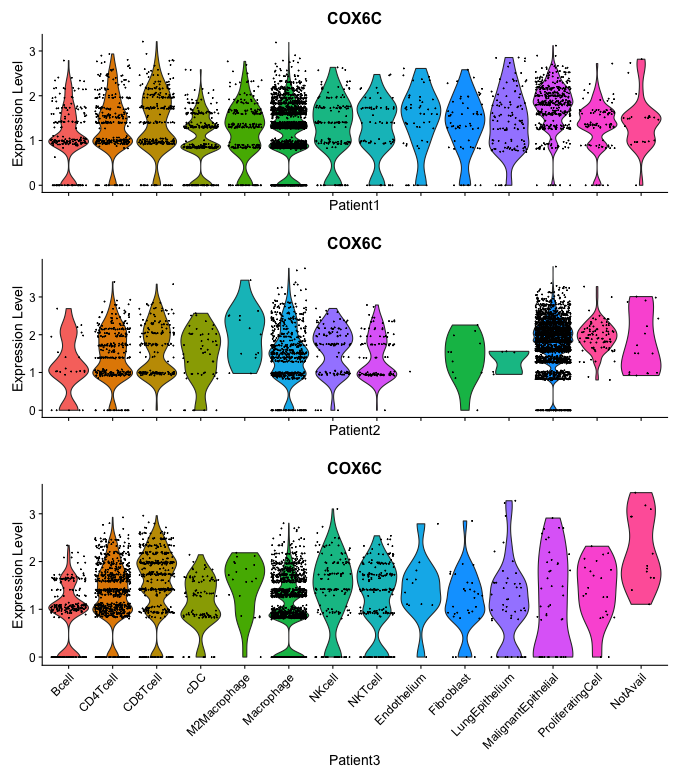 COX6C
Expression Level
3
2
1
0
Patient1
COX6C
Expression Level
3
2
1
0
Patient2
COX6C
Expression Level
3
2
1
0
Bcell
CD4Tcell
CD8Tcell
cDC
M2Macrophage
Macrophage
NKcell
NKTcell
Endothelium
Fibroblast
LungEpithelium
MalignantEpithelial
ProliferatingCell
NotAvail
Patient3